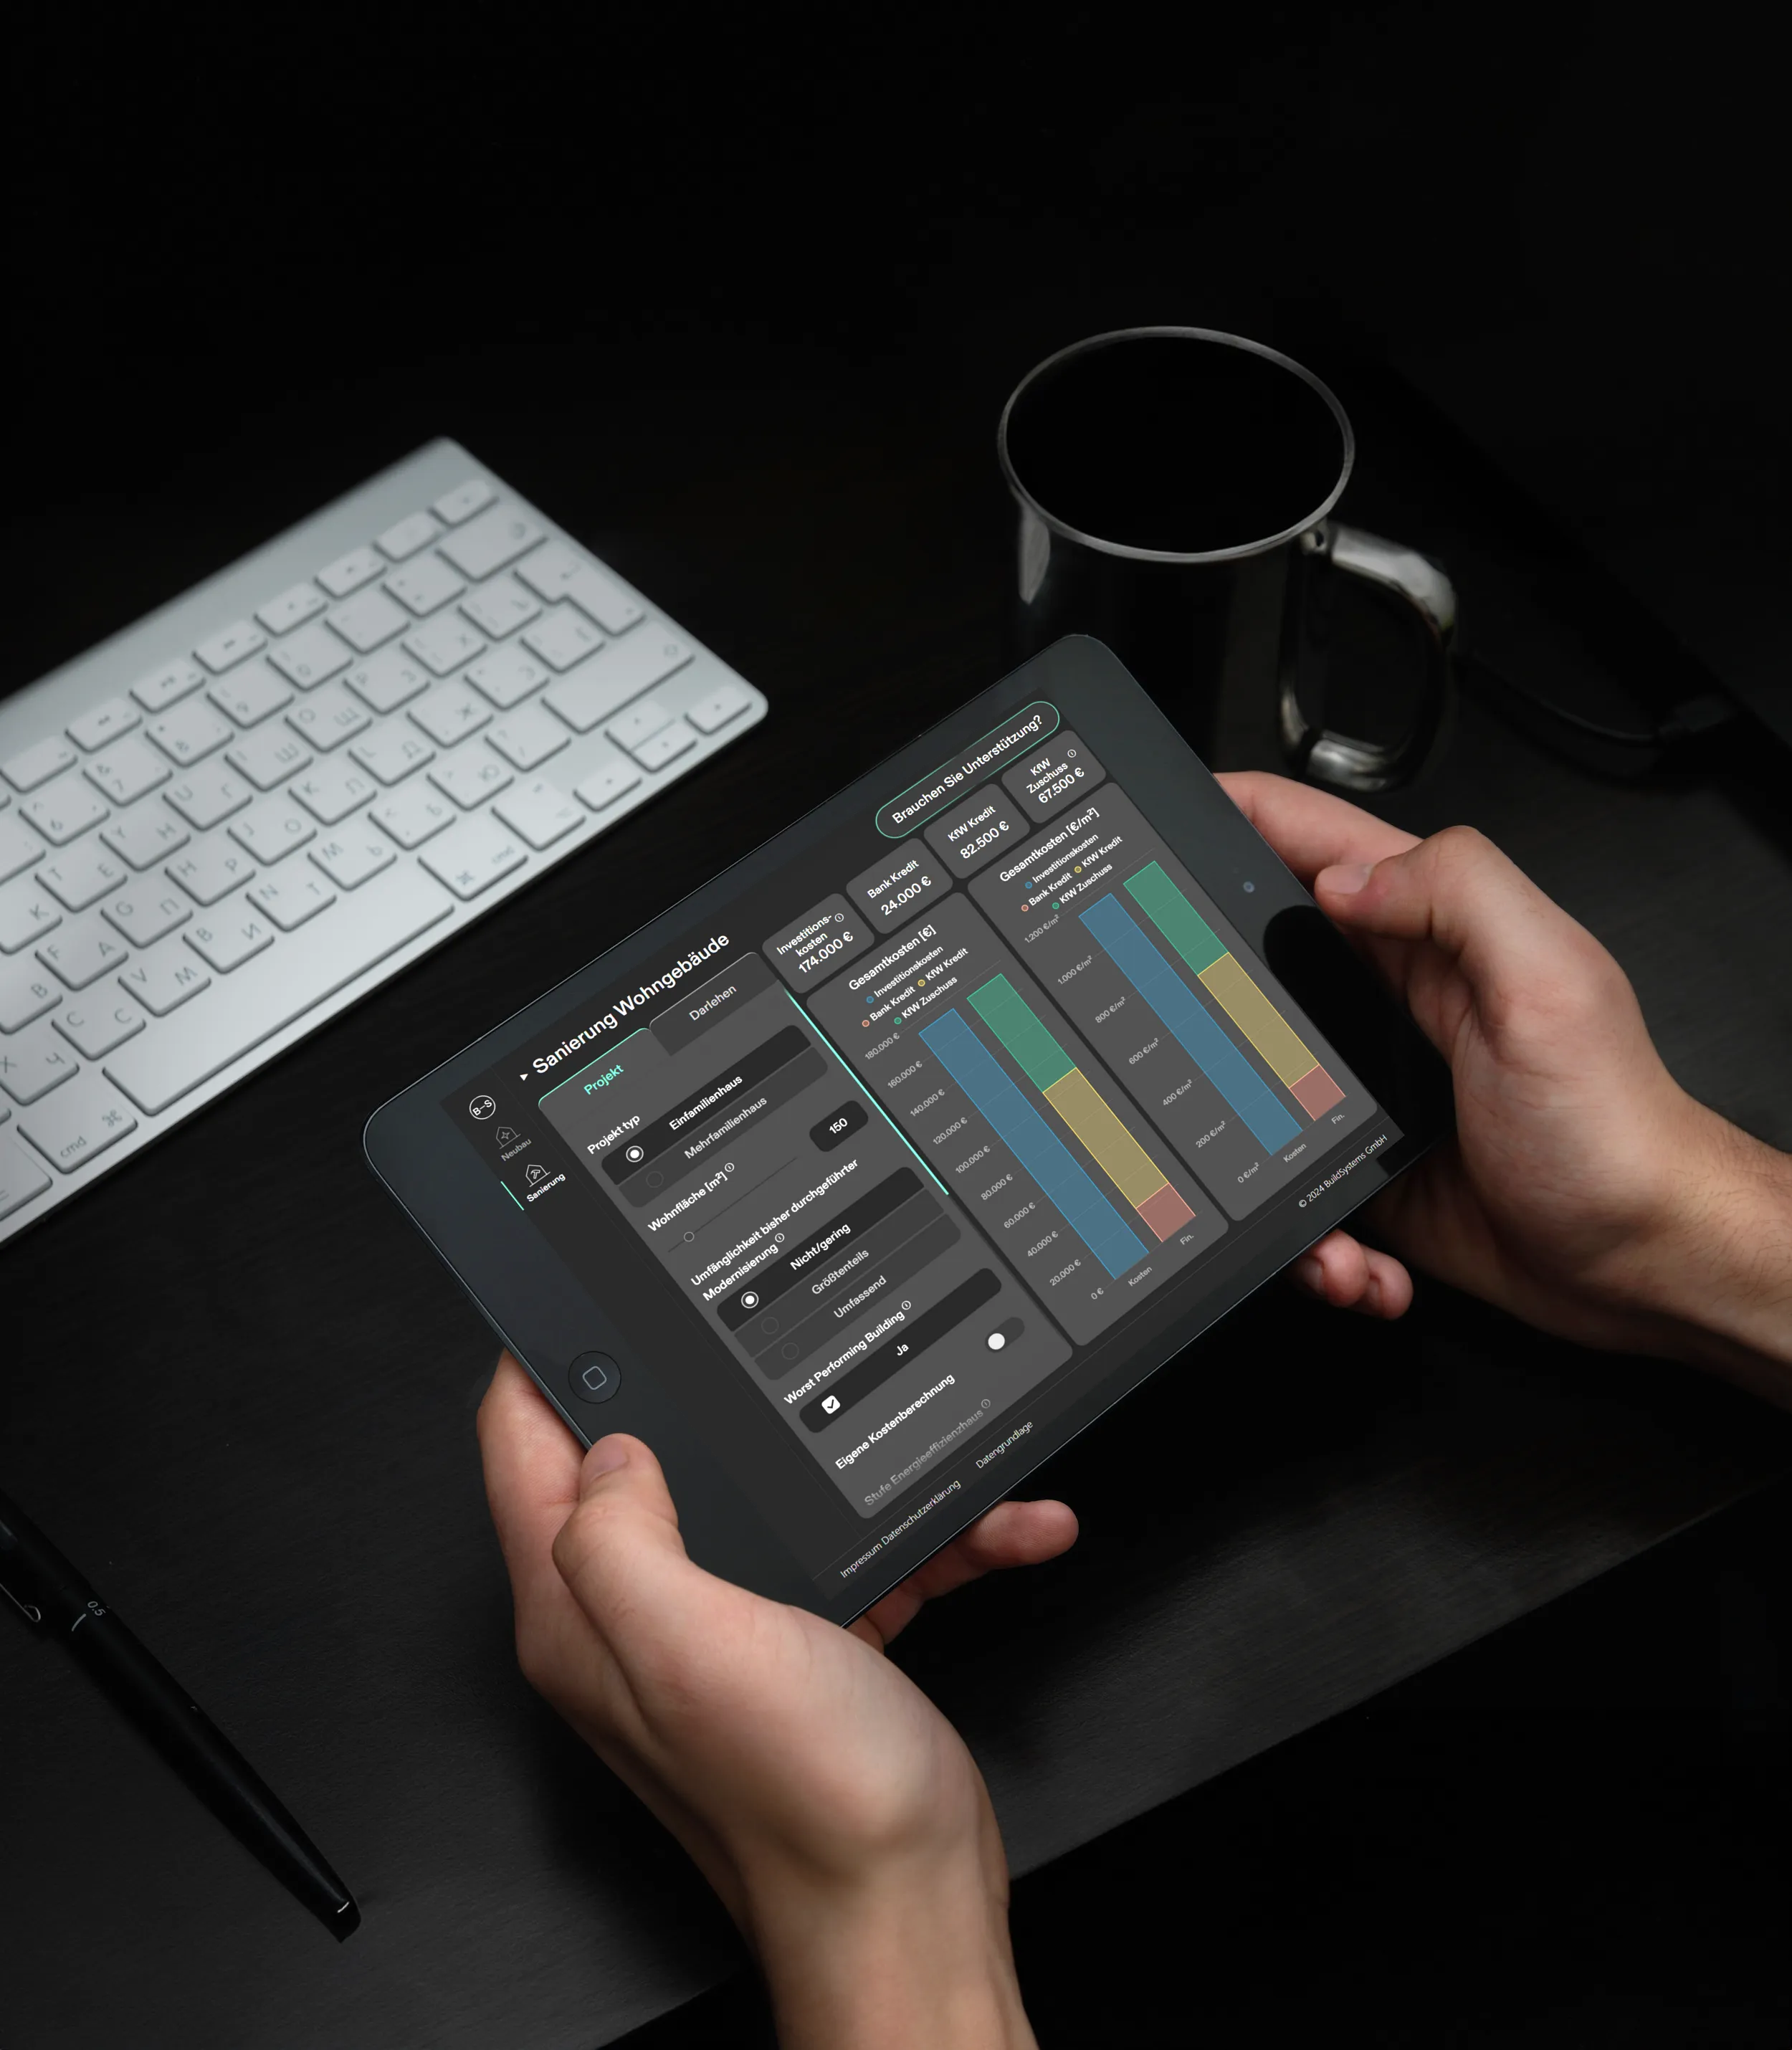 B–S
Neubau
Sanierung
Sanierung Wohngebäude
Brauchen Sie Unterstützung?
Projekt
Darlehen
Projekt typ
Einfamilienhaus
Mehrfamilienhaus
Wohnfläche [m²]
150
Umfänglichkeit bisher durchgeführter
Modernisierung
Nicht/gering
Größtenteils
Umfassend
Worst Performing Building
Ja
Eigene Kostenberechnung
Stufe Energieeffizienzhaus
Investitions-
kosten
174.000 €
Bank Kredit
24.000 €
KfW Kredit
82.500 €
KfW
Zuschuss
67.500 €
Gesamtkosten [€]
Investitionskosten
Bank Kredit KfW Kredit
KfW Zuschuss
180.000 €
160.000 €
140.000 €
120.000 €
100.000 €
80.000 €
60.000 €
40.000 €
20.000 €
0 €
Kosten
Fin.
Gesamtkosten [€/m²]
Investitionskosten
Bank Kredit KfW Kredit
KfW Zuschuss
1.200 €/m²
1.000 €/m²
800 €/m²
600 €/m²
400 €/m²
200 €/m²
0 €/m²
Kosten
Fin.
Impressum Datenschutzerklärung Datengrundlage
© 2024 BuildSystems GmbH
cmd
0.5